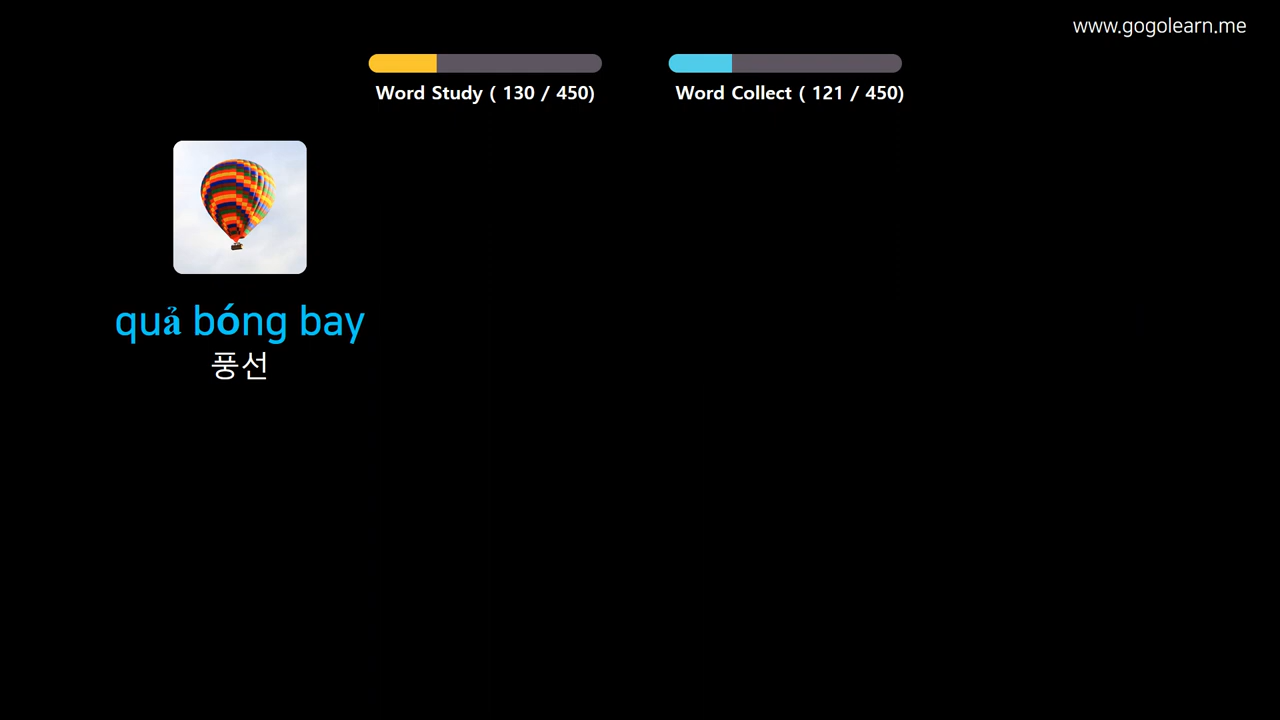 www.gogolearn.me
Word Study ( 130 / 450)
Word Collect ( 121 / 450)
quả bóng bay
풍선